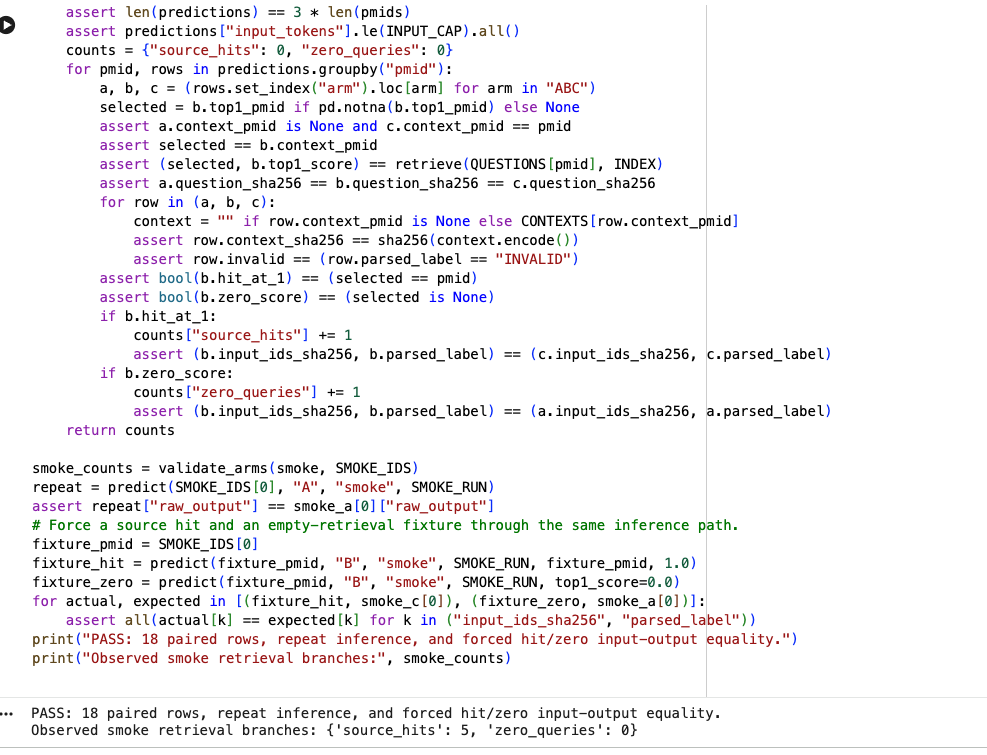 assert len(predictions) == 3 * len(pmids)
    assert predictions["input_tokens"].le(INPUT_CAP).all()
    counts = {"source_hits": 0, "zero_queries": 0}
    for pmid, rows in predictions.groupby("pmid"):
        a, b, c = (rows.set_index("arm").loc[arm] for arm in "ABC")
        selected = b.top1_pmid if pd.notna(b.top1_pmid) else None
        assert a.context_pmid is None and c.context_pmid == pmid
        assert selected == b.context_pmid
        assert (selected, b.top1_score) == retrieve(QUESTIONS[pmid], INDEX)
        assert a.question_sha256 == b.question_sha256 == c.question_sha256
        for row in (a, b, c):
            context = "" if row.context_pmid is None else CONTEXTS[row.context_pmid]
            assert row.context_sha256 == sha256(context.encode())
            assert row.invalid == (row.parsed_label == "INVALID")
        assert bool(b.hit_at_1) == (selected == pmid)
        assert bool(b.zero_score) == (selected is None)
        if b.hit_at_1:
            counts["source_hits"] += 1
            assert (b.input_ids_sha256, b.parsed_label) == (c.input_ids_sha256, c.parsed_label)
        if b.zero_score:
            counts["zero_queries"] += 1
            assert (b.input_ids_sha256, b.parsed_label) == (a.input_ids_sha256, a.parsed_label)
    return counts

smoke_counts = validate_arms(smoke, SMOKE_IDS)
repeat = predict(SMOKE_IDS[0], "A", "smoke", SMOKE_RUN)
assert repeat["raw_output"] == smoke_a[0]["raw_output"]
# Force a source hit and an empty-retrieval fixture through the same inference path.
fixture_pmid = SMOKE_IDS[0]
fixture_hit = predict(fixture_pmid, "B", "smoke", SMOKE_RUN, fixture_pmid, 1.0)
fixture_zero = predict(fixture_pmid, "B", "smoke", SMOKE_RUN, top1_score=0.0)
for actual, expected in [(fixture_hit, smoke_c[0]), (fixture_zero, smoke_a[0])]:
    assert all(actual[k] == expected[k] for k in ("input_ids_sha256", "parsed_label"))
print("PASS: 18 paired rows, repeat inference, and forced hit/zero input-output equality.")
print("Observed smoke retrieval branches:", smoke_counts)

PASS: 18 paired rows, repeat inference, and forced hit/zero input-output equality.
Observed smoke retrieval branches: {'source_hits': 5, 'zero_queries': 0}